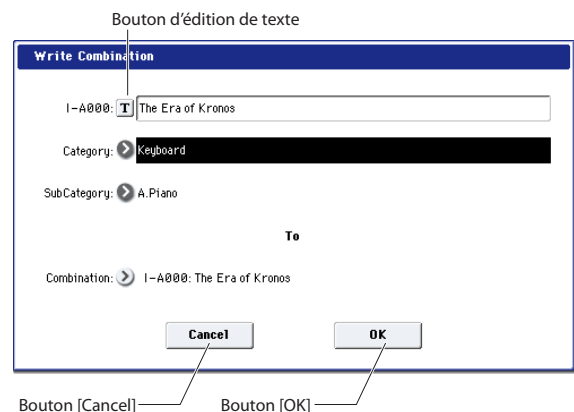 Bouton d'édition de texte
Write Combination
I-A000: T The Era of Kronos
Category: Keyboard
SubCategory: A.Piano
To
Combination: I-A000: The Era of Kronos
Cancel OK
Bouton [Cancel] Bouton [OK]